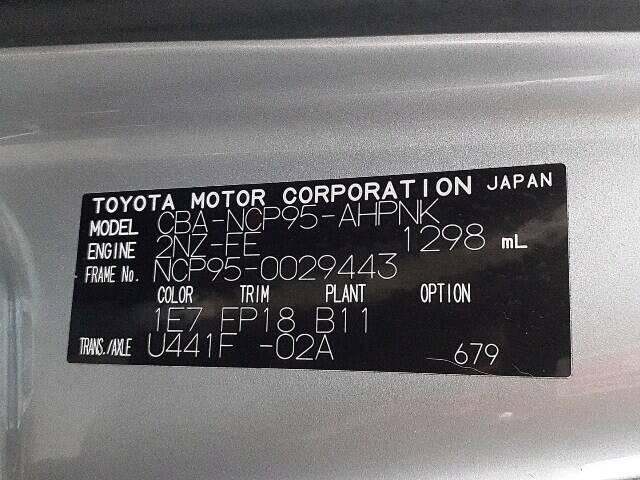 TOYOTA MOTOR CORPORATION JAPAN
MODEL CBA-NCP95-AHPNK
ENGINE 2NZ-FE 1298 mL
FRAME No. NCP95-0029443
COLOR TRIM PLANT OPTION
1E7 FP18 B11
TRANS./AXLE U441F -02A 679